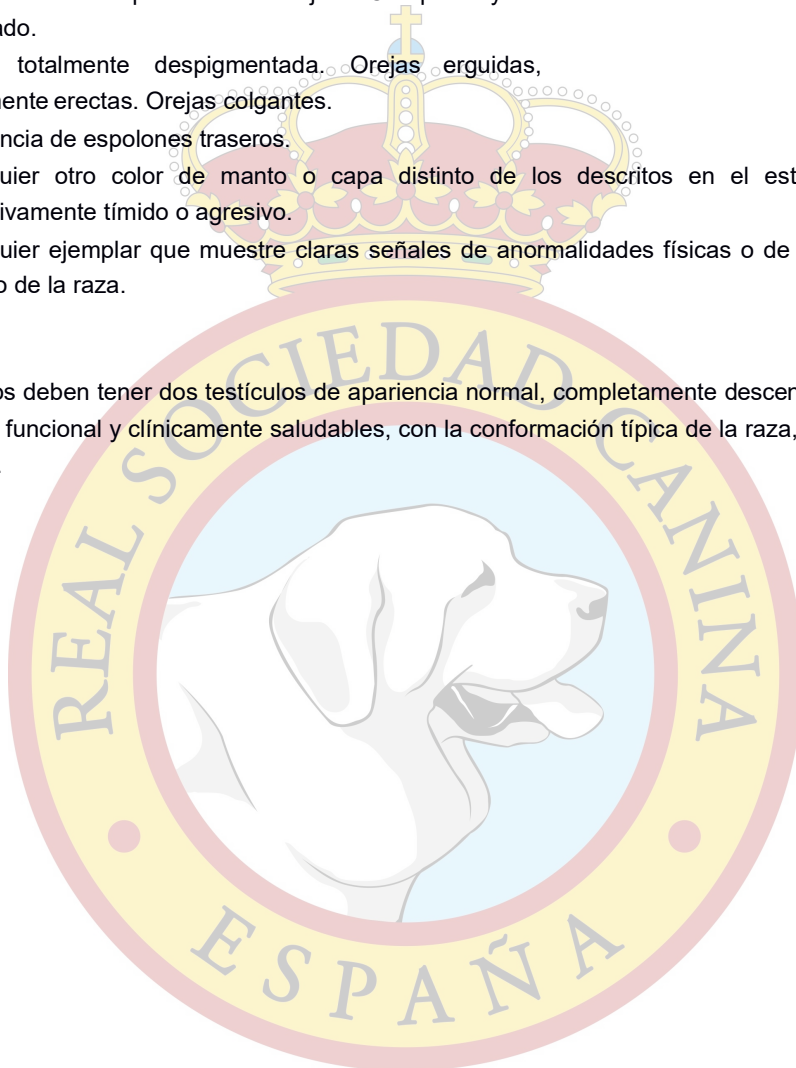 ado.
totalmente despigmentada. Orejas erguidas,
mente erectas. Orejas colgantes.
ncia de espolones traseros.
uier otro color de manto o capa distinto de los descritos en el est
ivamente tímido o agresivo.
uier ejemplar que muestre claras señales de anormalidades físicas o de
o de la raza.
os deben tener dos testículos de apariencia normal, completamente descen
funcional y clínicamente saludables, con la conformación típica de la raza,
REAL SOCIEDAD CANINA
ESPAÑA